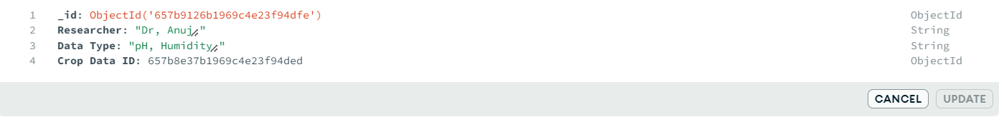 1 _id: ObjectId('657b9126b1969c4e23f94dfe') ObjectId
2 Researcher: "Dr, Anuj" String
3 Data Type: "pH, Humidity" String
4 Crop Data ID: 657b8e37b1969c4e23f94ded ObjectId
CANCEL UPDATE